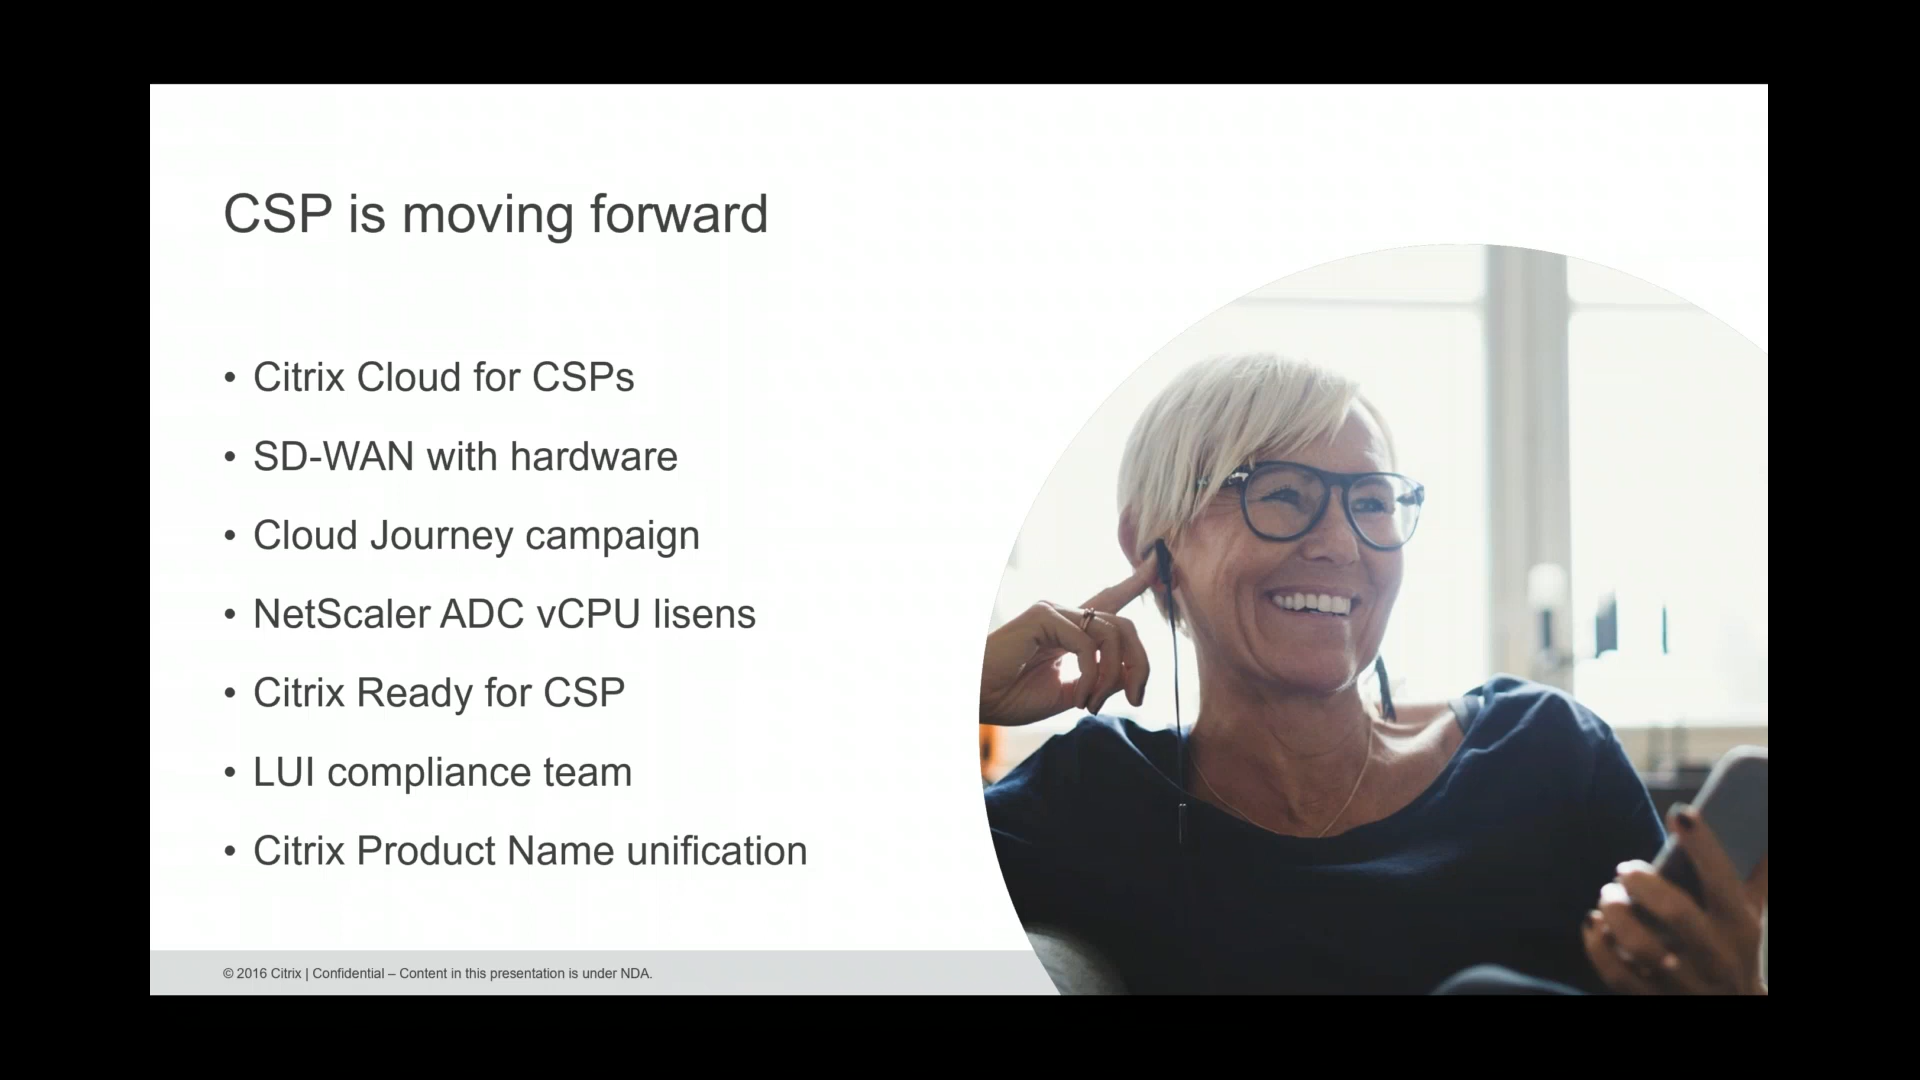 CSP is moving forward
• Citrix Cloud for CSPs
• SD-WAN with hardware
• Cloud Journey campaign
• NetScaler ADC vCPU lisens
• Citrix Ready for CSP
• LUI compliance team
• Citrix Product Name unification
© 2016 Citrix | Confidential – Content in this presentation is under NDA.